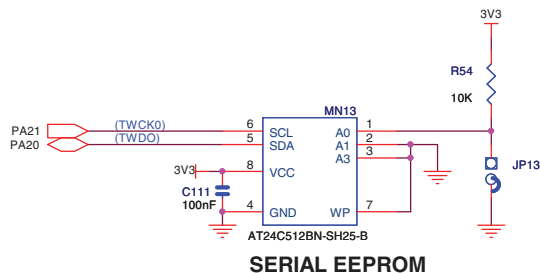 3V3
R54
10K
MN13
PA21 (TWCK0) 6 SCL A0 1
PA20 (TWD0) 5 SDA A1 2
A3 3
JP13
3V3 8 VCC
C111
100nF
4 GND WP 7
AT24C512BN-SH25-B
SERIAL EEPROM